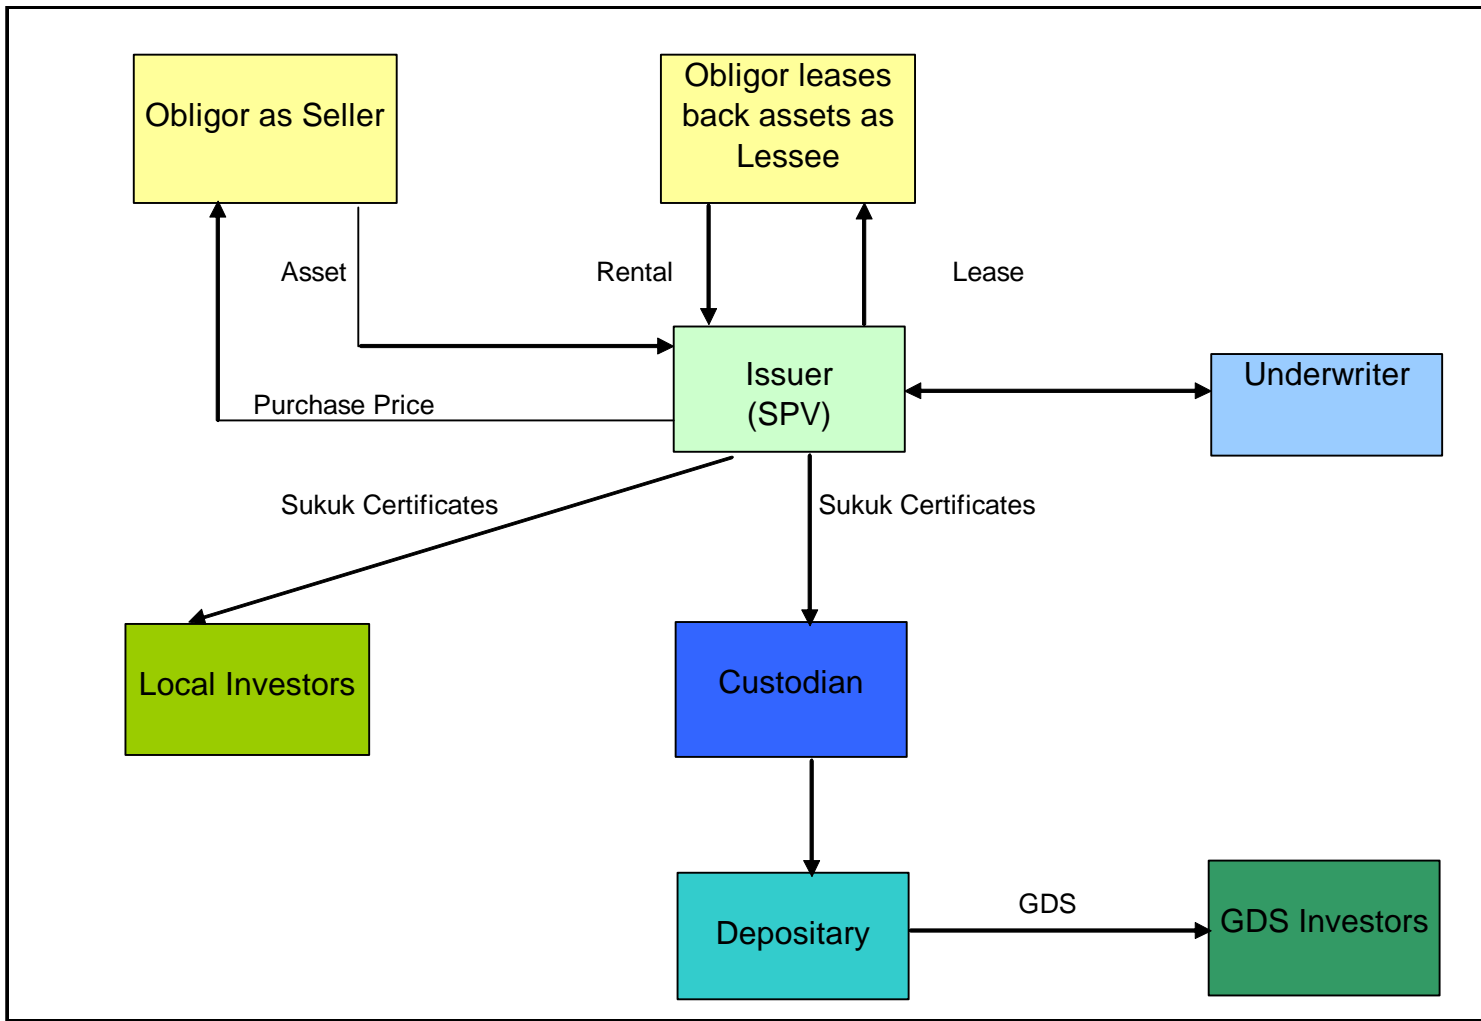 Obligor as Seller
Obligor leases
back assets as
Lessee
Asset
Rental
Lease
Issuer
(SPV)
Underwriter
Purchase Price
Sukuk Certificates
Sukuk Certificates
Local Investors
Custodian
GDS
Depositary
GDS Investors